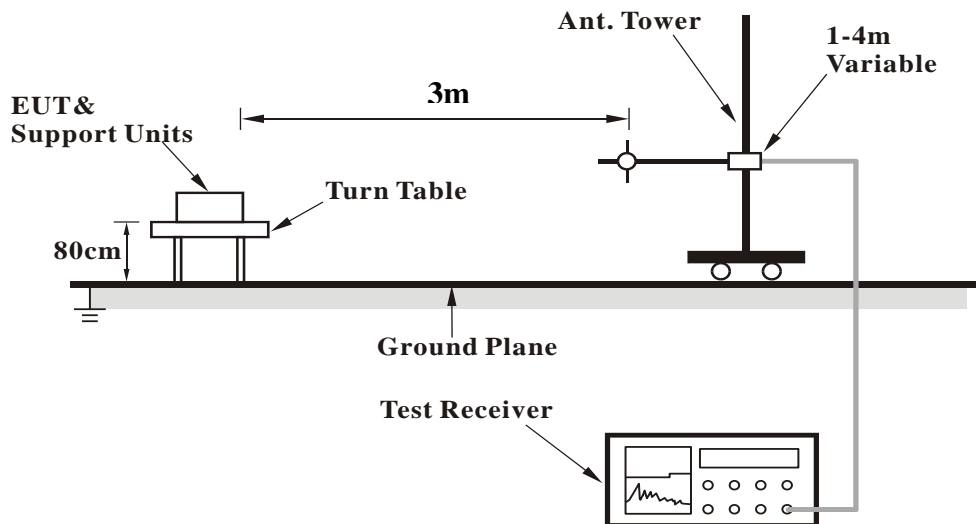 Ant. Tower
1-4m
Variable
3m
EUT&
Support Units
Turn Table
80cm
Ground Plane
Test Receiver